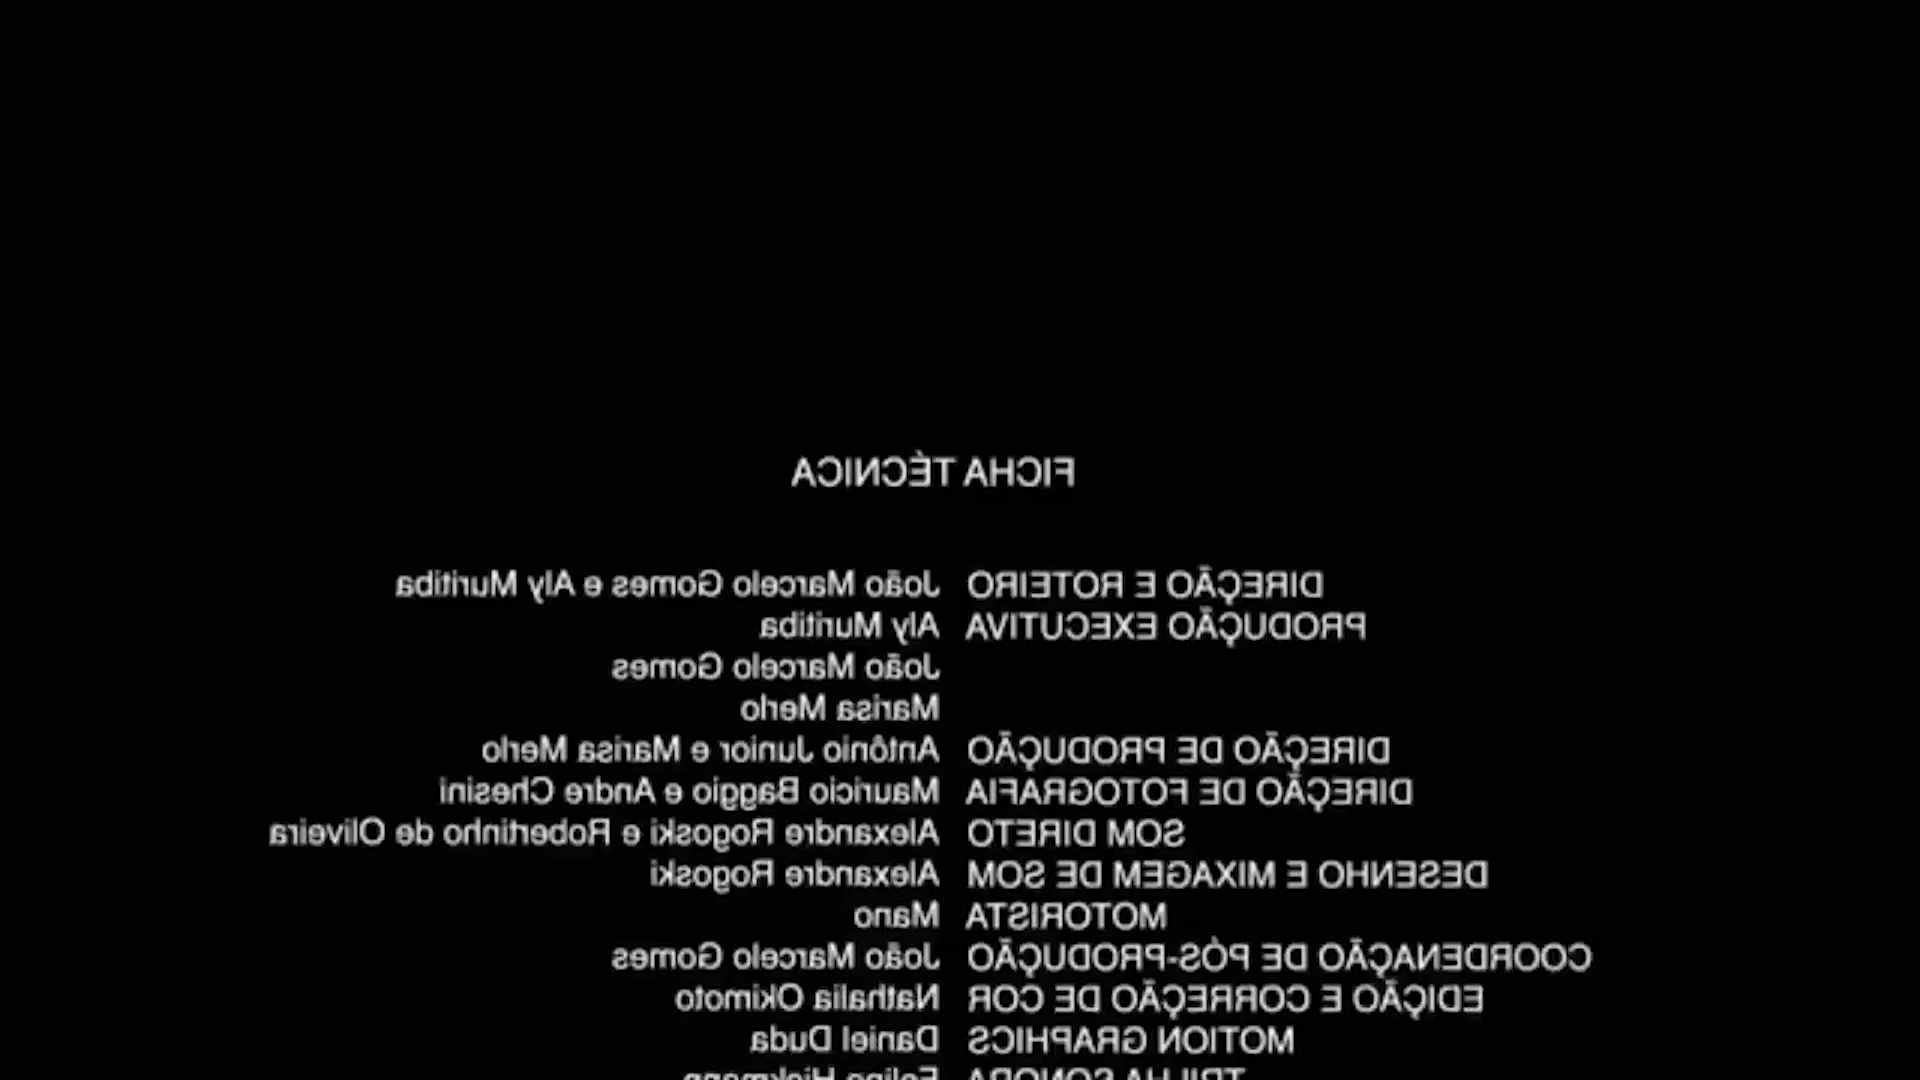 FICHA TÉCNICA
DIREÇÃO E ROTEIRO João Marcelo Gomes e Aly Muritiba
PRODUÇÃO EXECUTIVA Aly Muritiba
João Marcelo Gomes
Marisa Merlo
DIREÇÃO DE PRODUÇÃO Antônio Junior e Marisa Merlo
DIREÇÃO DE FOTOGRAFIA Mauricio Baggio e Andre Chesini
SOM DIRETO Alexandre Rogoski e Robertinho de Oliveira
DESENHO E MIXAGEM DE SOM Alexandre Rogoski
MOTORISTA Mano
COORDENAÇÃO DE PÓS-PRODUÇÃO João Marcelo Gomes
EDIÇÃO E CORREÇÃO DE COR Nathalia Okimoto
MOTION GRAPHICS Daniel Duda
TRILHA SONORA Felipe